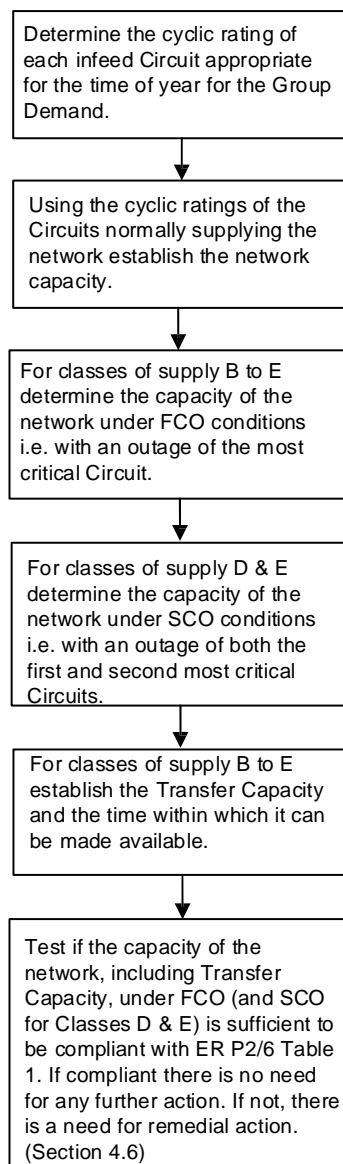 Determine the cyclic rating of
each infeed Circuit appropriate
for the time of year for the Group
Demand.
Using the cyclic ratings of the
Circuits normally supplying the
network establish the network
capacity.
For classes of supply B to E
determine the capacity of the
network under FCO conditions
i.e. with an outage of the most
critical Circuit.
For classes of supply D & E
determine the capacity of the
network under SCO conditions
i.e. with an outage of both the
first and second most critical
Circuits.
For classes of supply B to E
establish the Transfer Capacity
and the time within which it can
be made available.
Test if the capacity of the
network, including Transfer
Capacity, under FCO (and SCO
for Classes D & E) is sufficient to
be compliant with ER P2/6 Table
1. If compliant there is no need
for any further action. If not, there
is a need for remedial action.
(Section 4.6)